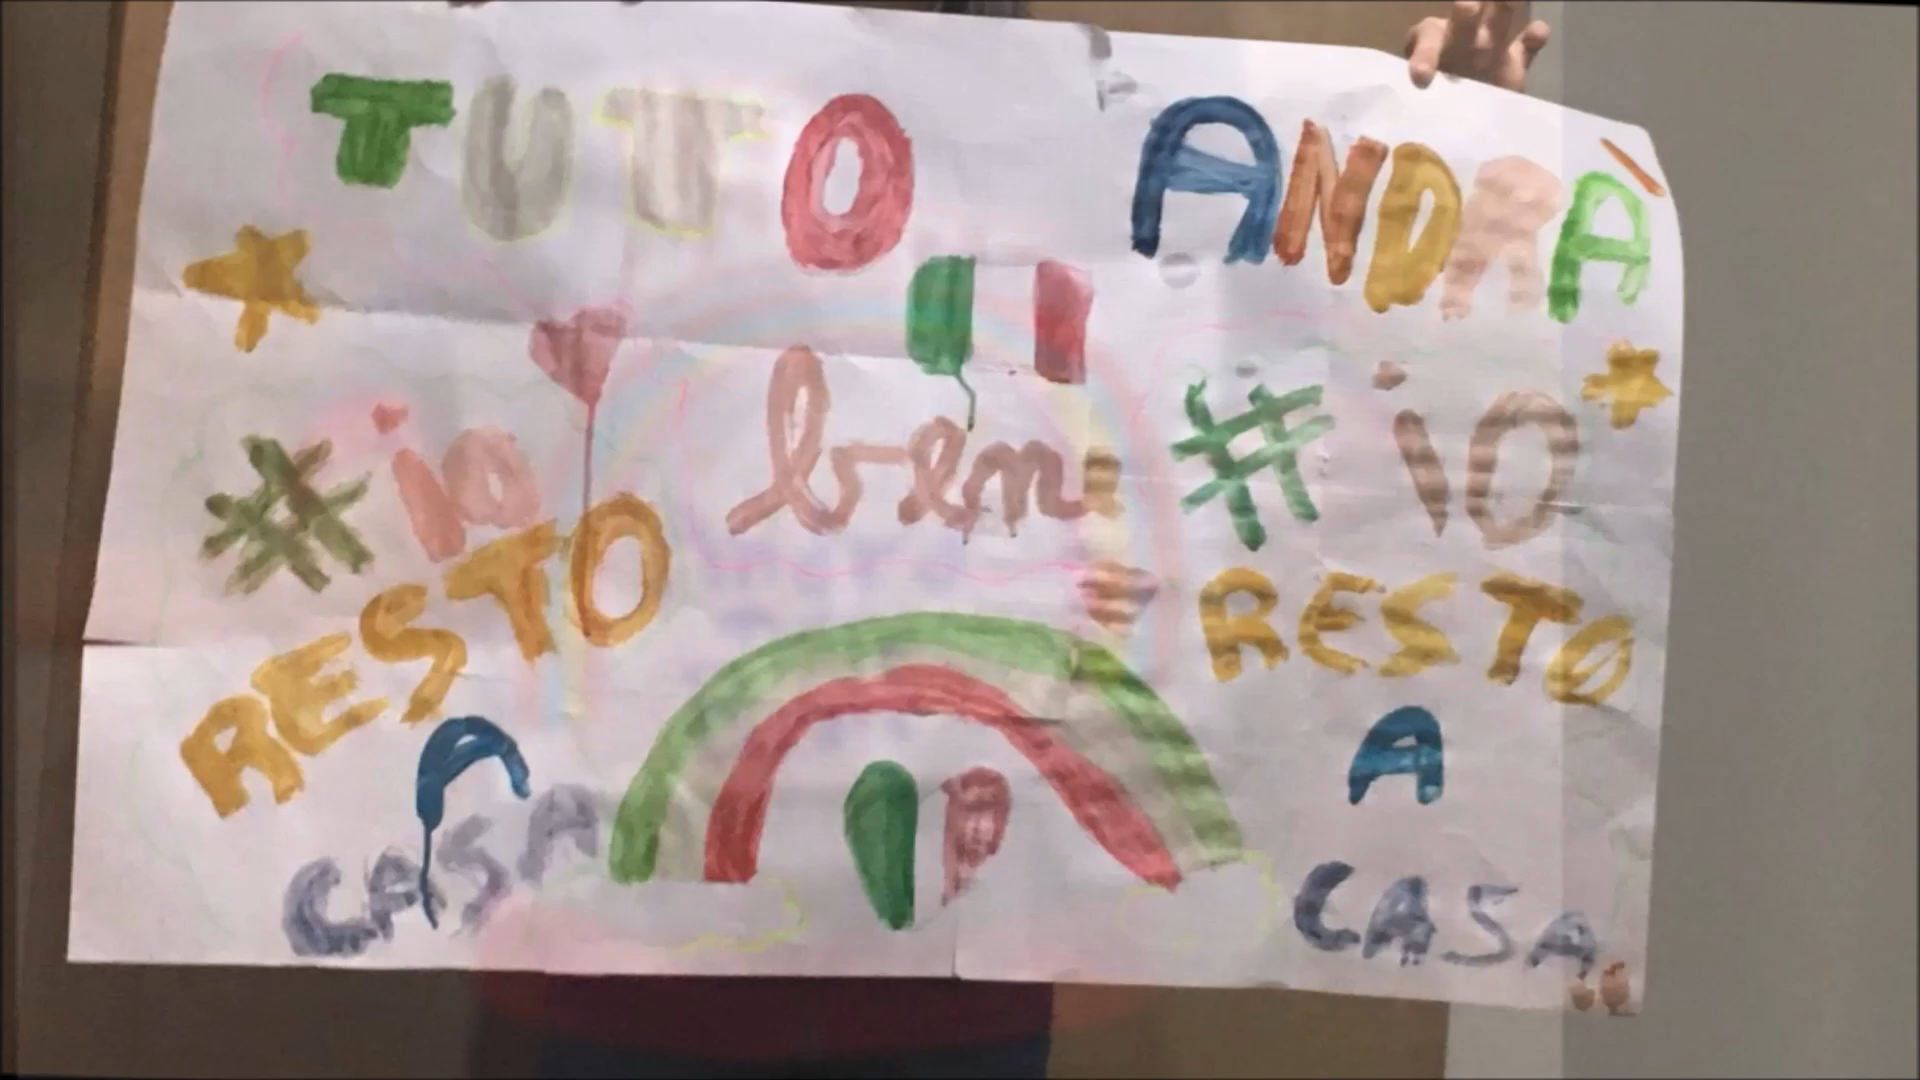 TUTO ANDRÀ
bene
#io #io
RESTO RESTO
A A
CASA CASA